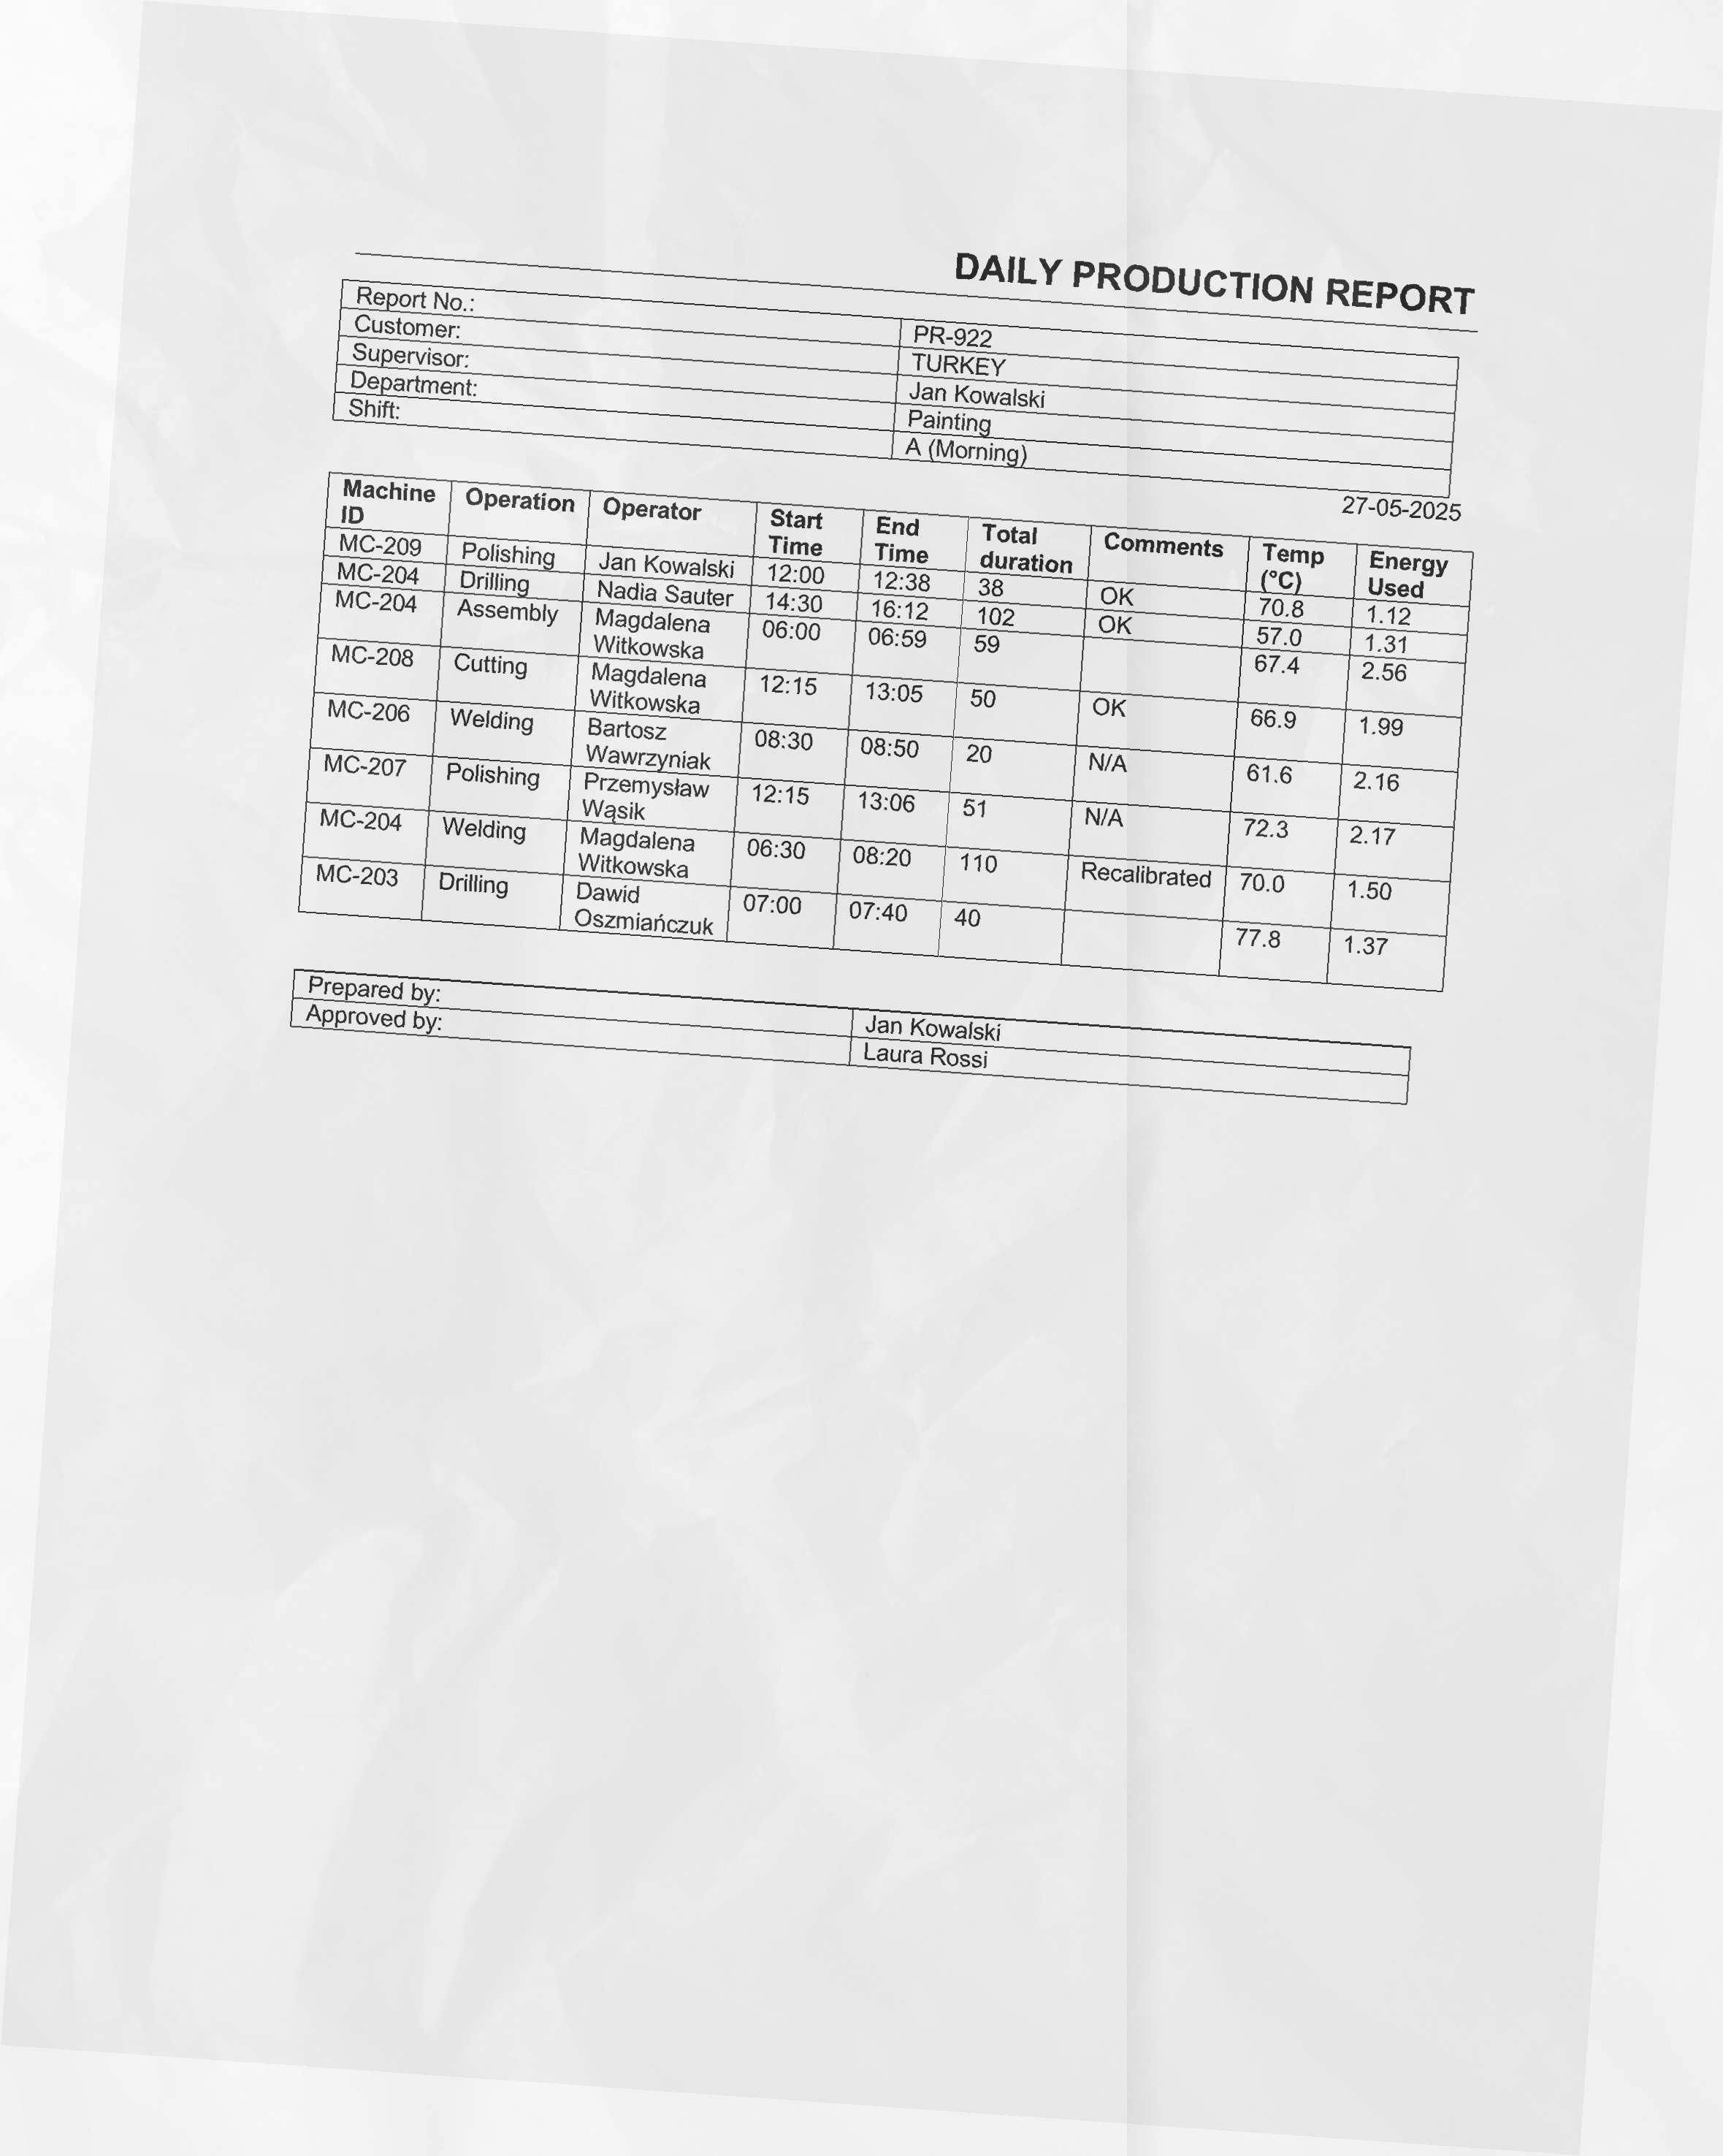 DAILY PRODUCTION REPORT
Report No.: PR-922
Customer: TURKEY
Supervisor: Jan Kowalski
Department: Painting
Shift: A (Morning)
27-05-2025
Machine ID Operation Operator Start Time End Time Total duration Comments Temp (°C) Energy Used
MC-209 Polishing Jan Kowalski 12:00 12:38 38 OK 70.8 1.12
MC-204 Drilling Nadia Sauter 14:30 16:12 102 OK 57.0 1.31
MC-204 Assembly Magdalena Witkowska 06:00 06:59 59 67.4 2.56
MC-208 Cutting Magdalena Witkowska 12:15 13:05 50 OK 66.9 1.99
MC-206 Welding Bartosz Wawrzyniak 08:30 08:50 20 N/A 61.6 2.16
MC-207 Polishing Przemysław Wąsik 12:15 13:06 51 N/A 72.3 2.17
MC-204 Welding Magdalena Witkowska 06:30 08:20 110 Recalibrated 70.0 1.50
MC-203 Drilling Dawid Oszmiańczuk 07:00 07:40 40 77.8 1.37
Prepared by: Jan Kowalski
Approved by: Laura Rossi